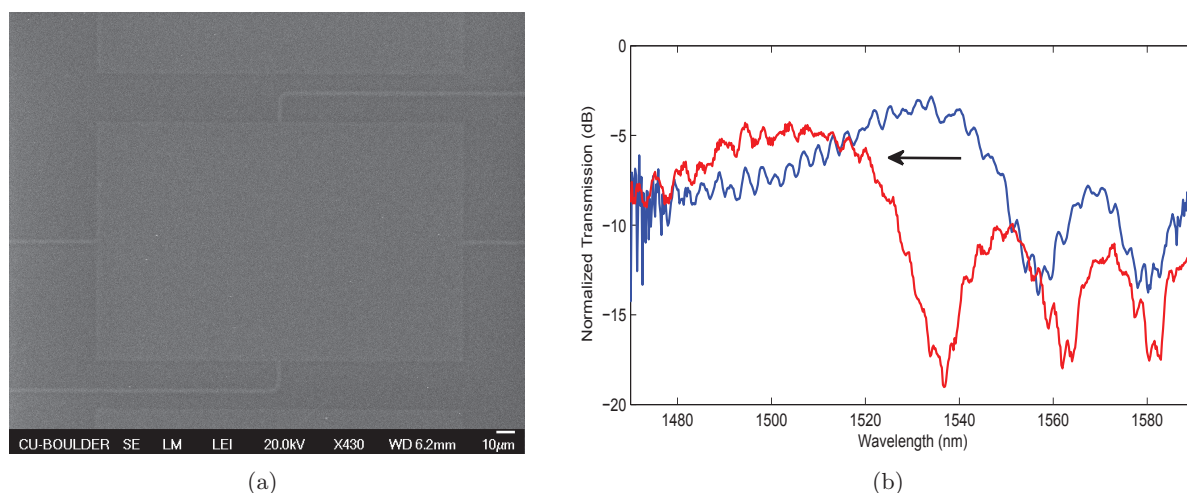 CU-BOULDER SE LM LEI 20.0kV X430 WD 6.2mm 10µm
(a)
0
−5
−10
−15
−20
Normalized Transmission (dB)
1480 1500 1520 1540 1560 1580
Wavelength (nm)
(b)